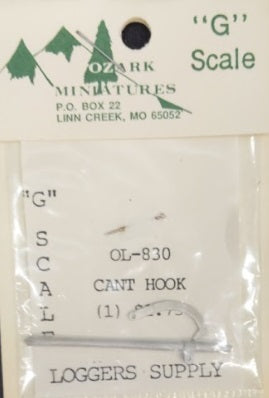 "G"
Scale
OZARK
MINIATURES
P.O. BOX 22
LINN CREEK, MO 65052
"G"
S
C
A
L
E
OL-830
CANT HOOK
(1)
LOGGERS SUPPLY